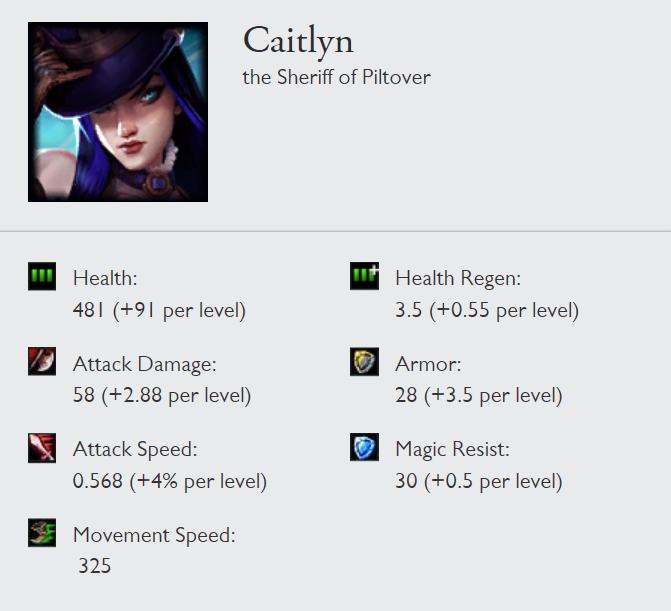 Caitlyn
the Sheriff of Piltover
Health:
481 (+91 per level)
Health Regen:
3.5 (+0.55 per level)
Attack Damage:
58 (+2.88 per level)
Armor:
28 (+3.5 per level)
Attack Speed:
0.568 (+4% per level)
Magic Resist:
30 (+0.5 per level)
Movement Speed:
325